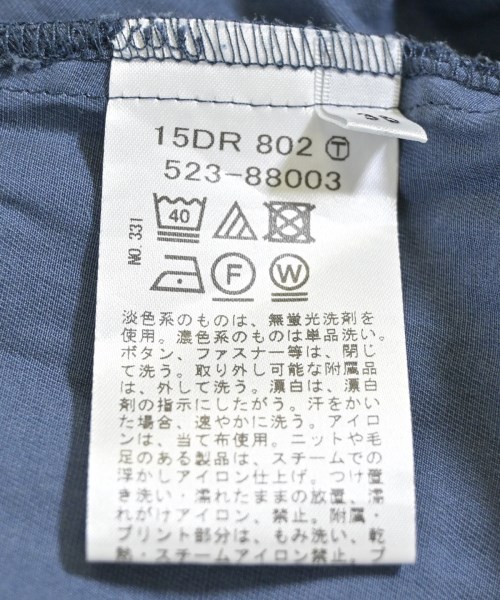 15DR 802 Ⓣ
523-88003
NO. 331
40
F
W
淡色系のものは、無蛍光洗剤を
使用。濃色系のものは単品洗い。
ボタン、ファスナー等は、閉じ
て洗う。取り外し可能な附属品
は、外して洗う。漂白は、漂白
剤の指示にしたがう。汗をかい
た場合、速やかに洗う。アイロ
ンは、当て布使用。ニットや毛
足のある製品は、スチームでの
浮かしアイロン仕上げ。つけ置
き洗い・濡れたままの放置、濡
れがけアイロン、禁止。附属・
プリント部分は、もみ洗い、乾
熱・スチームアイロン禁止。プ